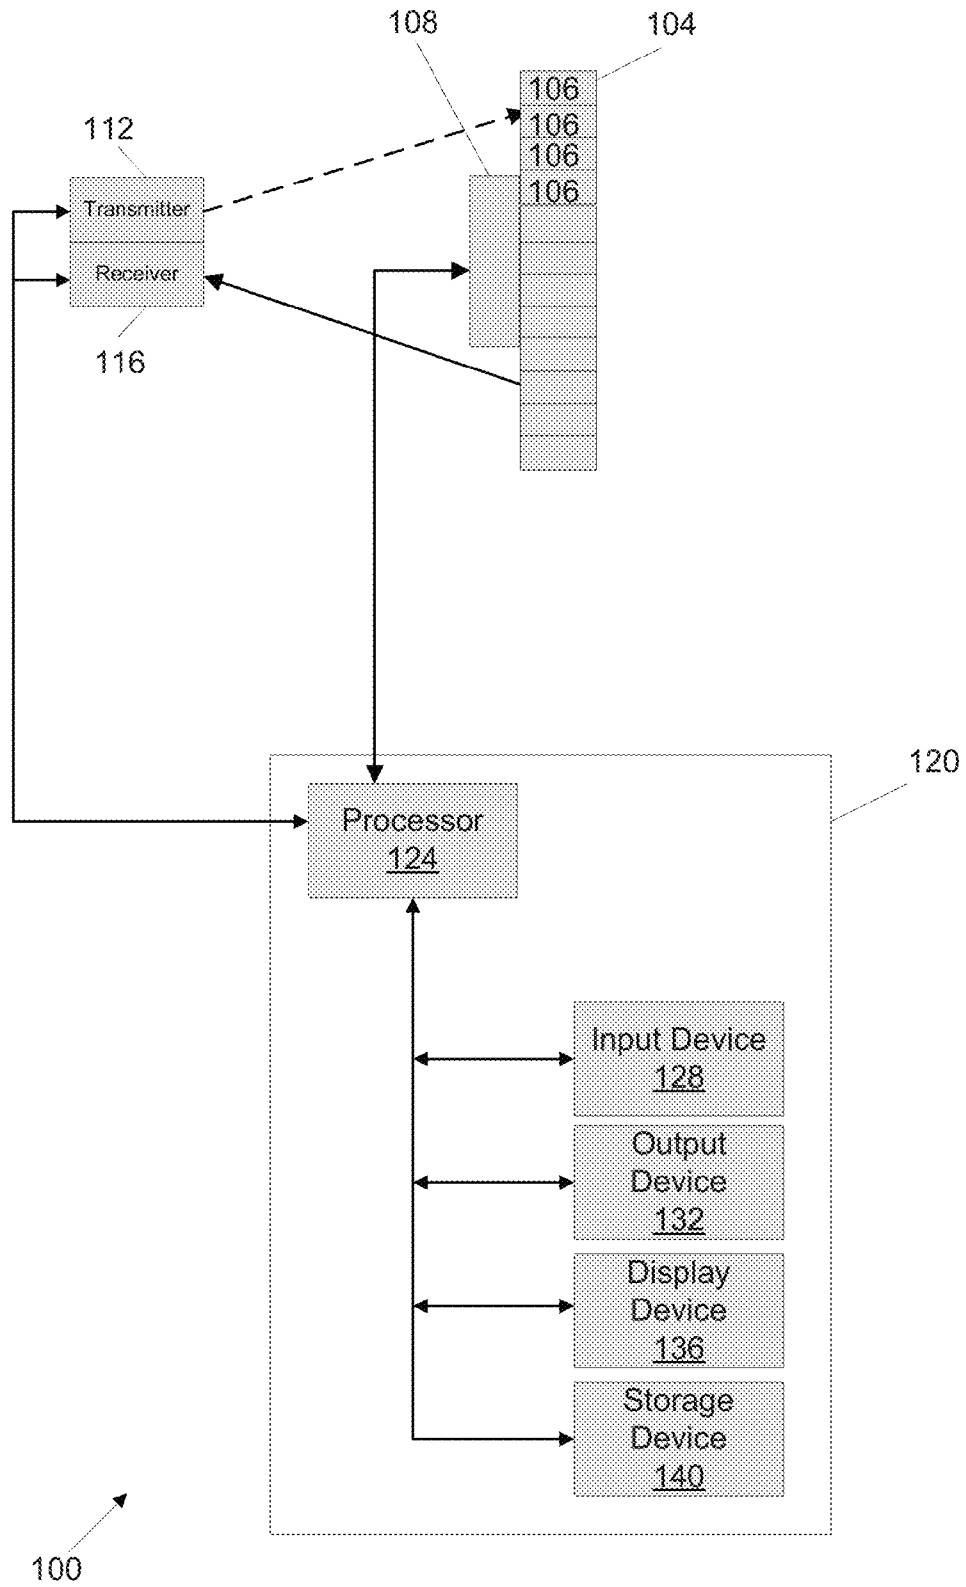 108
104
106
106
106
106
112
Transmitter
Receiver
116
120
Processor
124
Input Device
128
Output
Device
132
Display
Device
136
Storage
Device
140
100